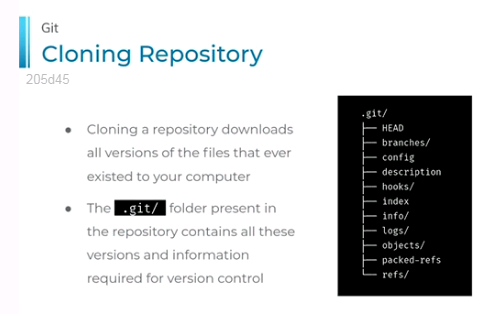 Git
Cloning Repository
205d45
● Cloning a repository downloads
all versions of the files that ever
existed to your computer
● The .git/ folder present in
the repository contains all these
versions and information
required for version control
.git/
├── HEAD
├── branches/
├── config
├── description
├── hooks/
├── index
├── info/
├── logs/
├── objects/
├── packed-refs
└── refs/